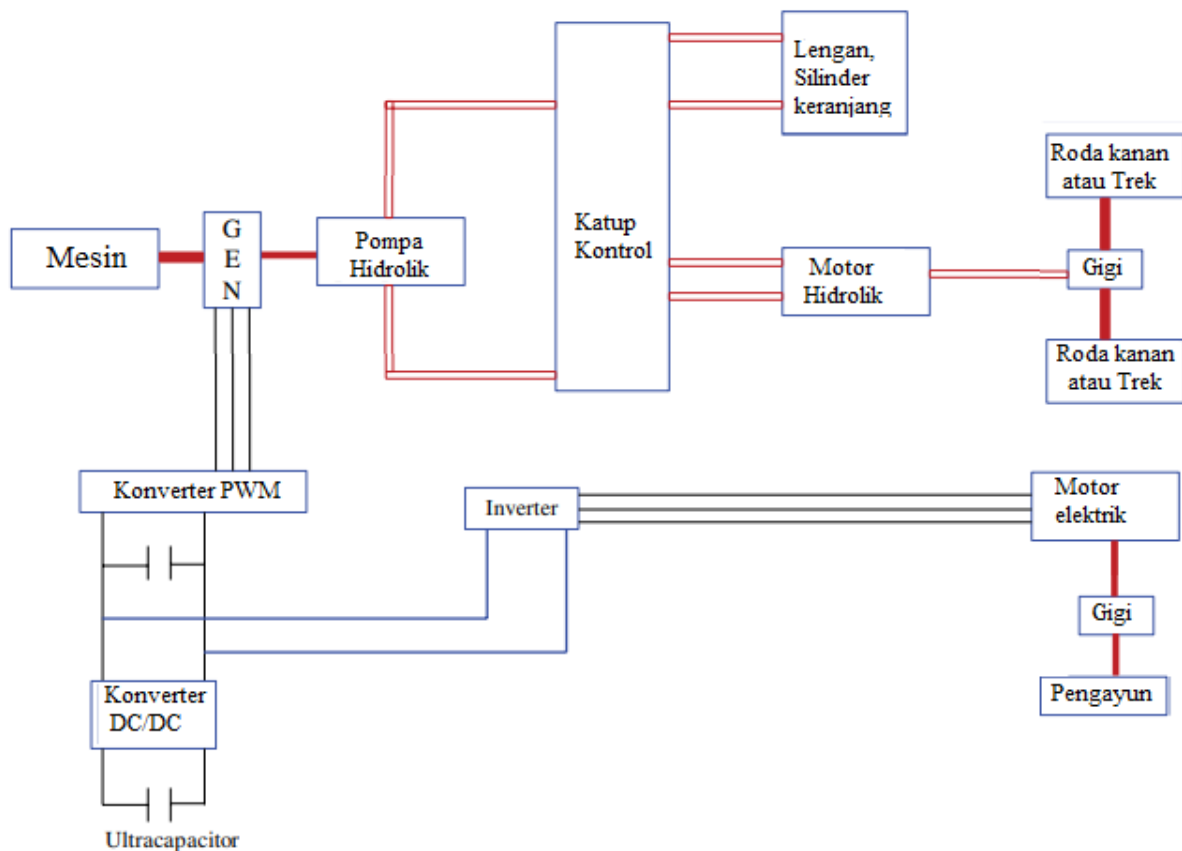 Lengan,
Silinder
keranjang
Roda kanan
atau Trek
G
E
N
Mesin
Pompa
Hidrolik
Katup
Kontrol
Motor
Hidrolik
Gigi
Roda kanan
atau Trek
Konverter PWM
Inverter
Motor
elektrik
Gigi
Konverter
DC/DC
Pengayun
Ultracapacitor